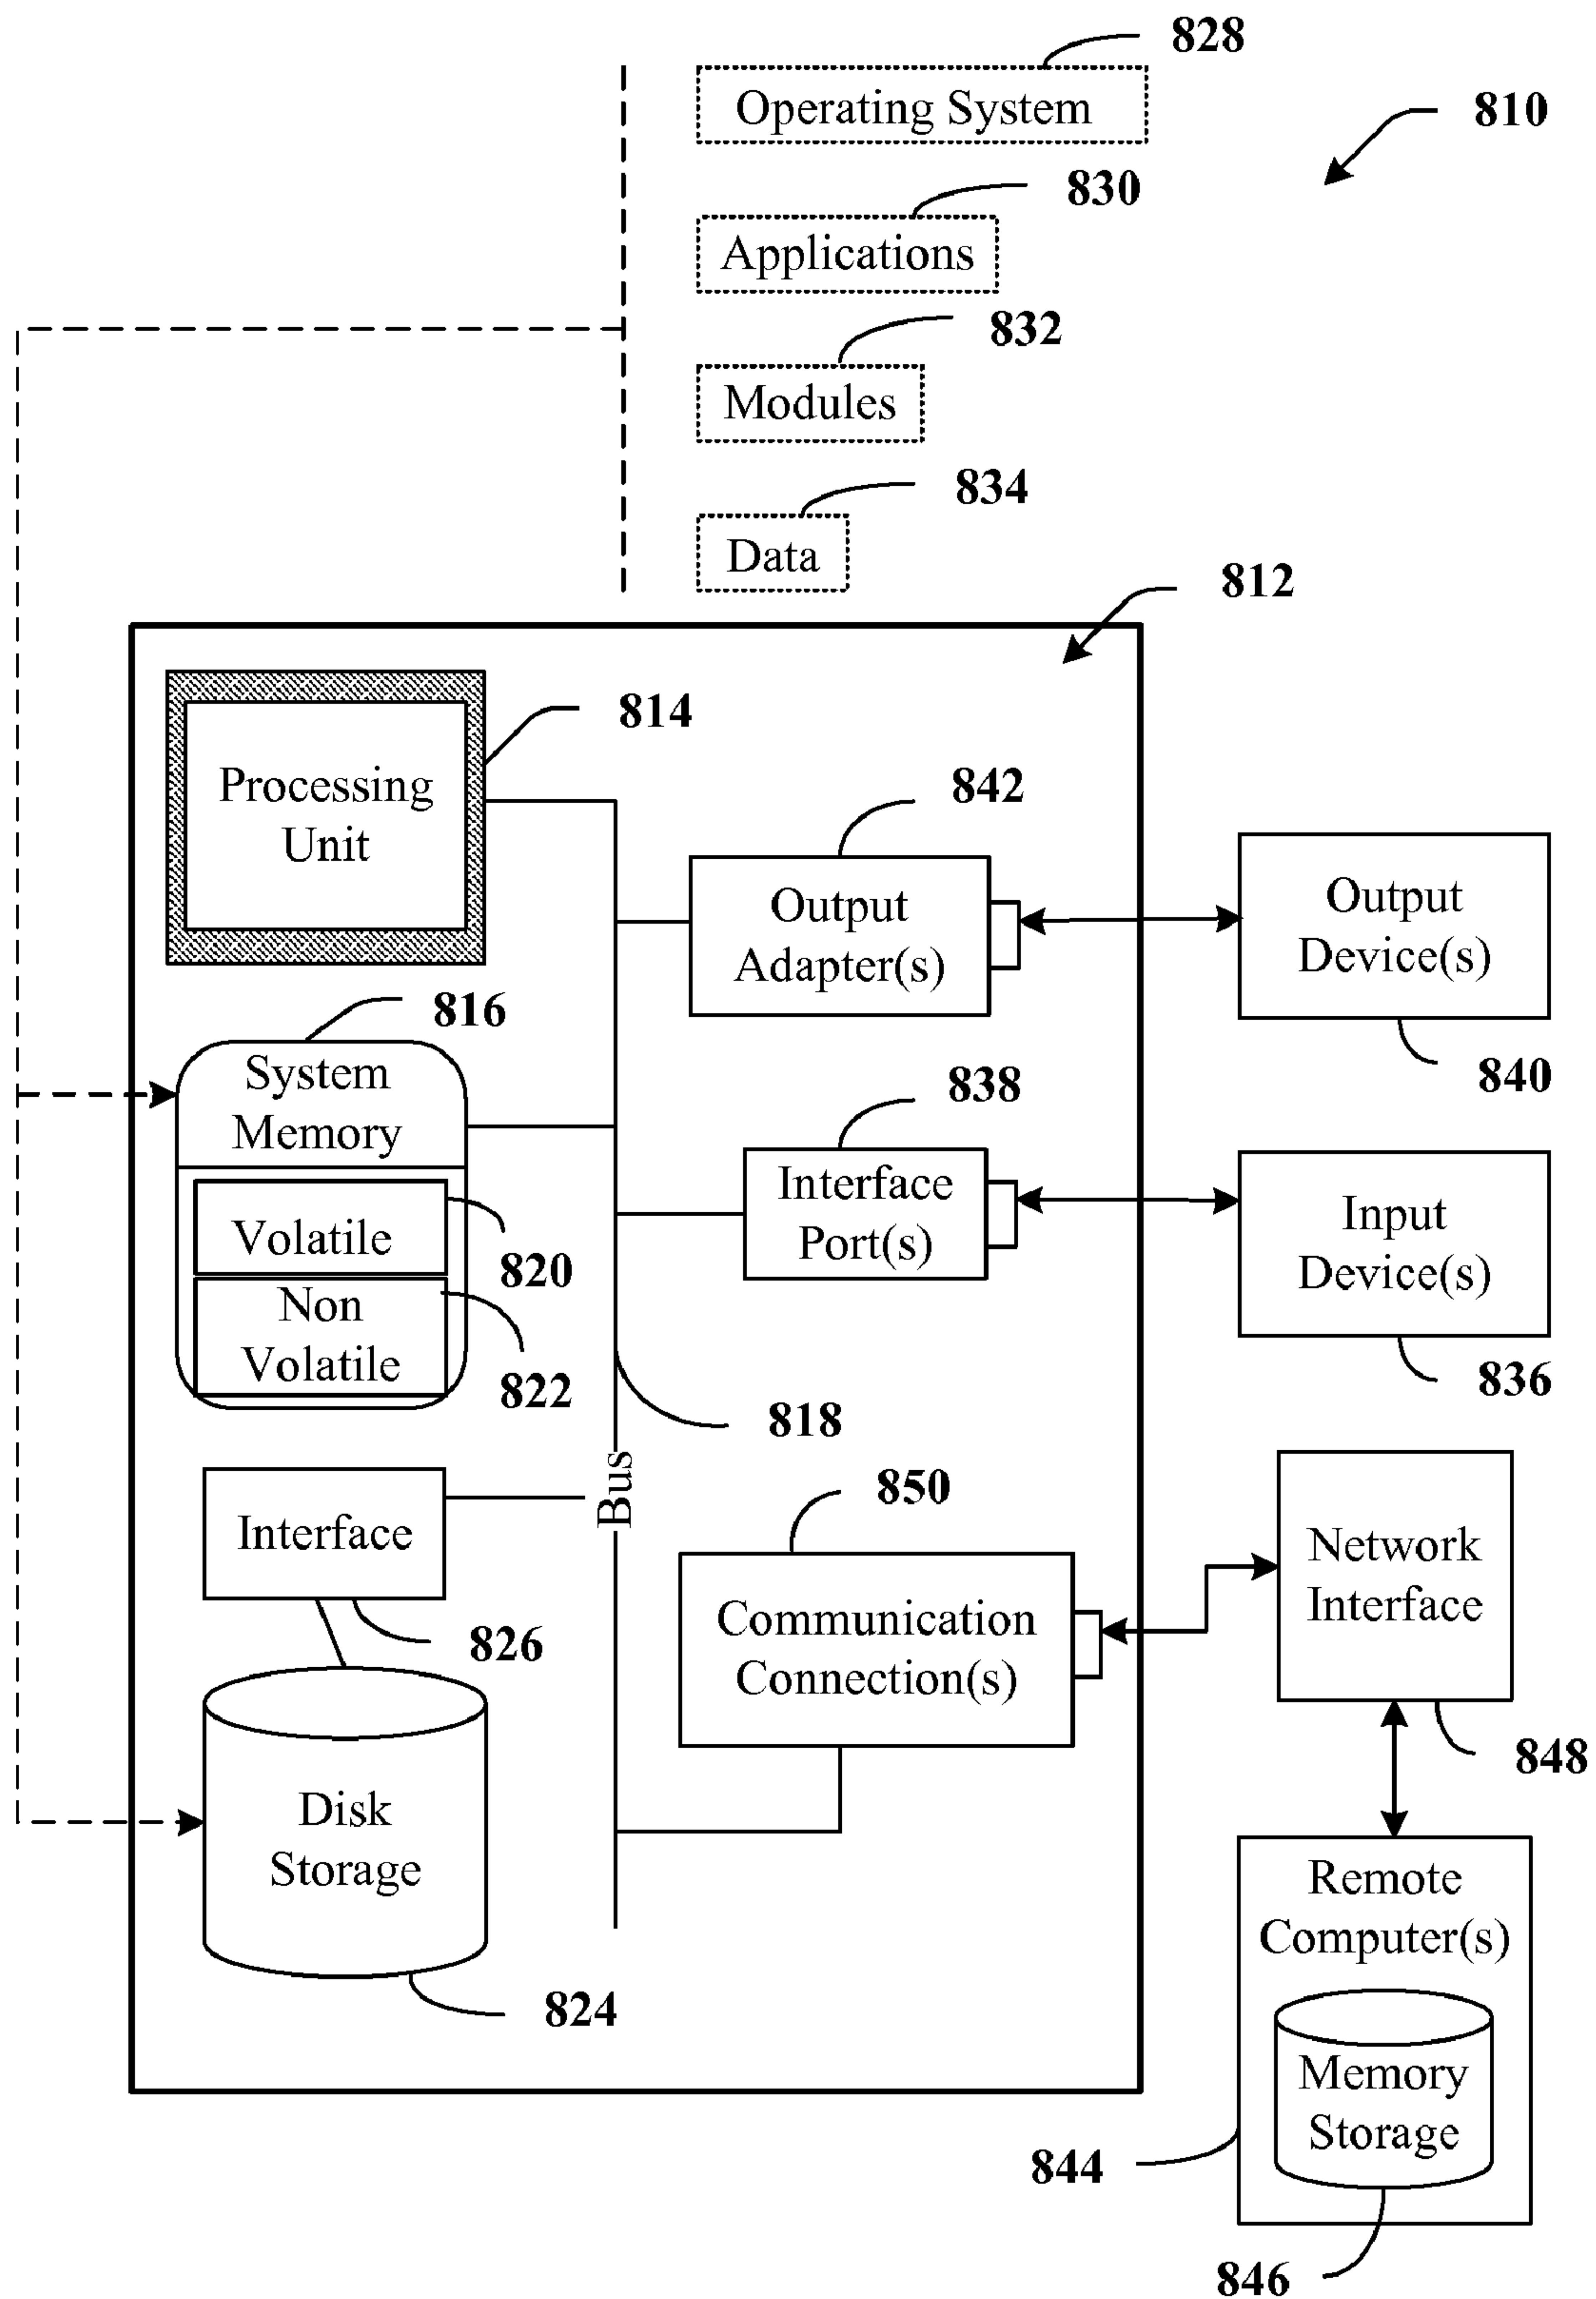 828
Operating System
810
830
Applications
832
Modules
834
Data
812
814
Processing
Unit
842
Output
Adapter(s)
Output
Device(s)
840
816
System
Memory
838
Interface
Port(s)
Input
Device(s)
836
Volatile
820
Non
Volatile
822
818
Bus
850
Interface
826
Communication
Connection(s)
Network
Interface
848
Disk
Storage
824
Remote
Computer(s)
Memory
Storage
844
846